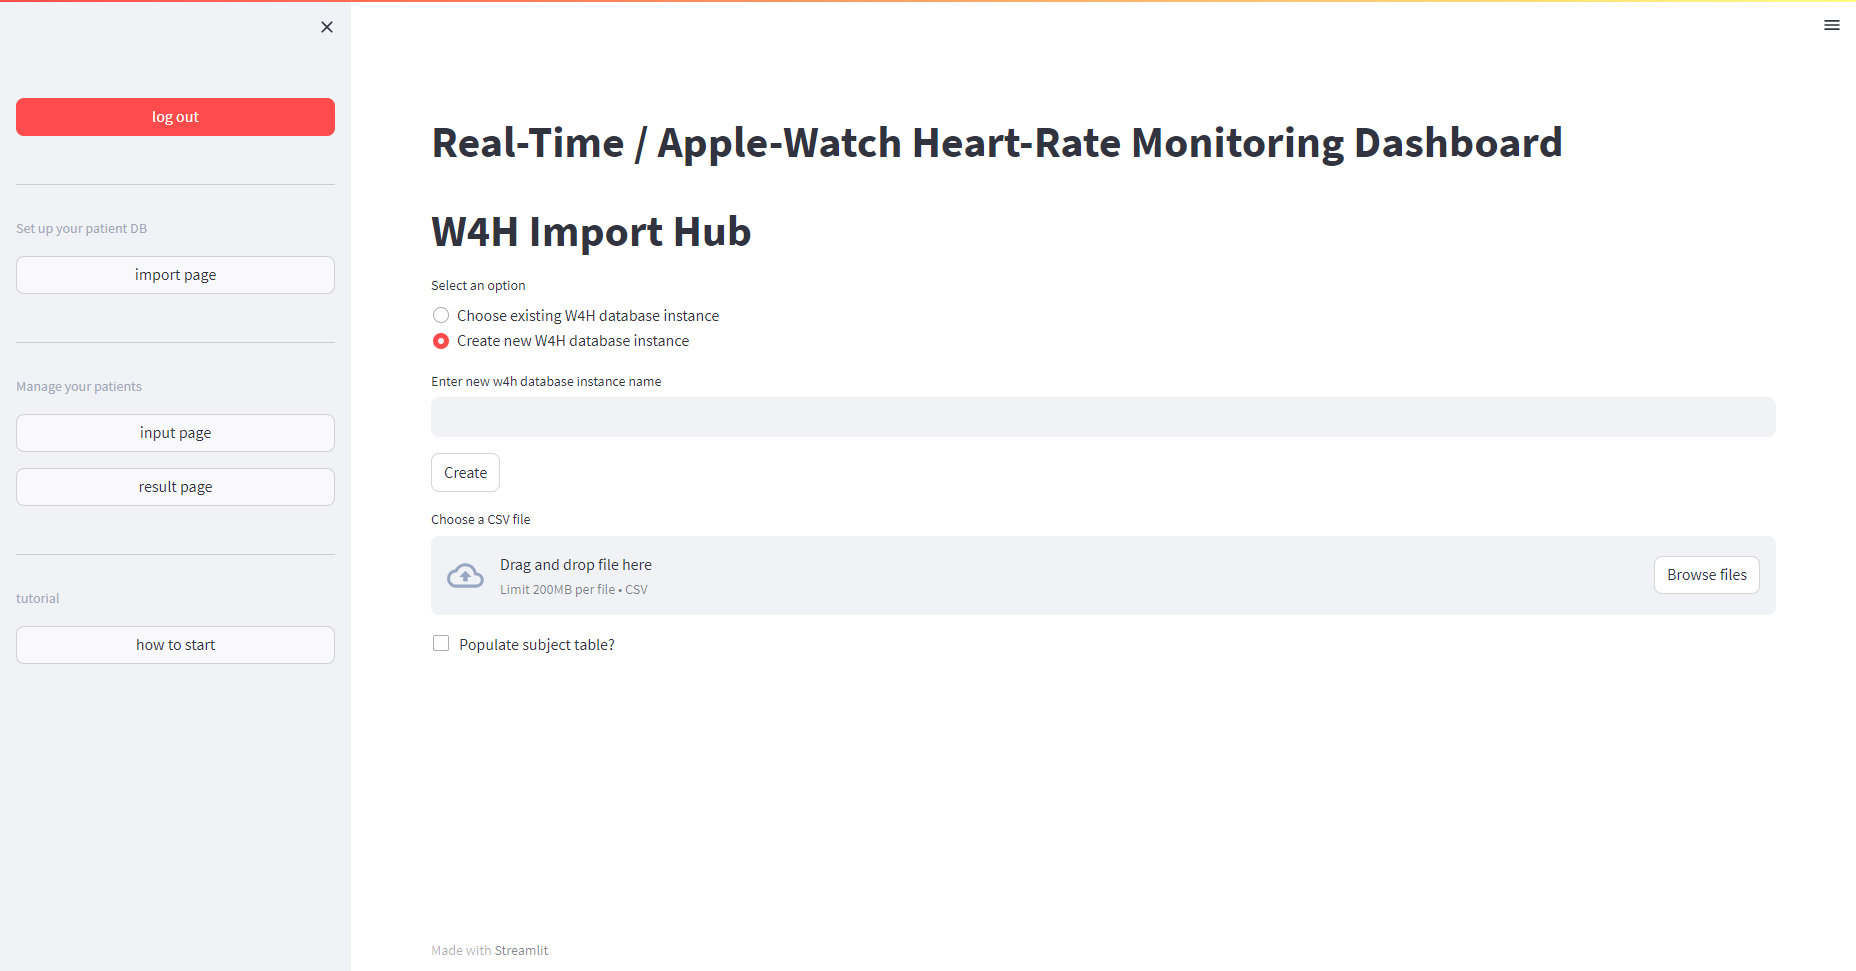 log out
Set up your patient DB
import page
Manage your patients
input page
result page
tutorial
how to start
Real-Time / Apple-Watch Heart-Rate Monitoring Dashboard
W4H Import Hub
Select an option
Choose existing W4H database instance
Create new W4H database instance
Enter new w4h database instance name
Create
Choose a CSV file
Drag and drop file here
Limit 200MB per file • CSV
Browse files
Populate subject table?
Made with Streamlit